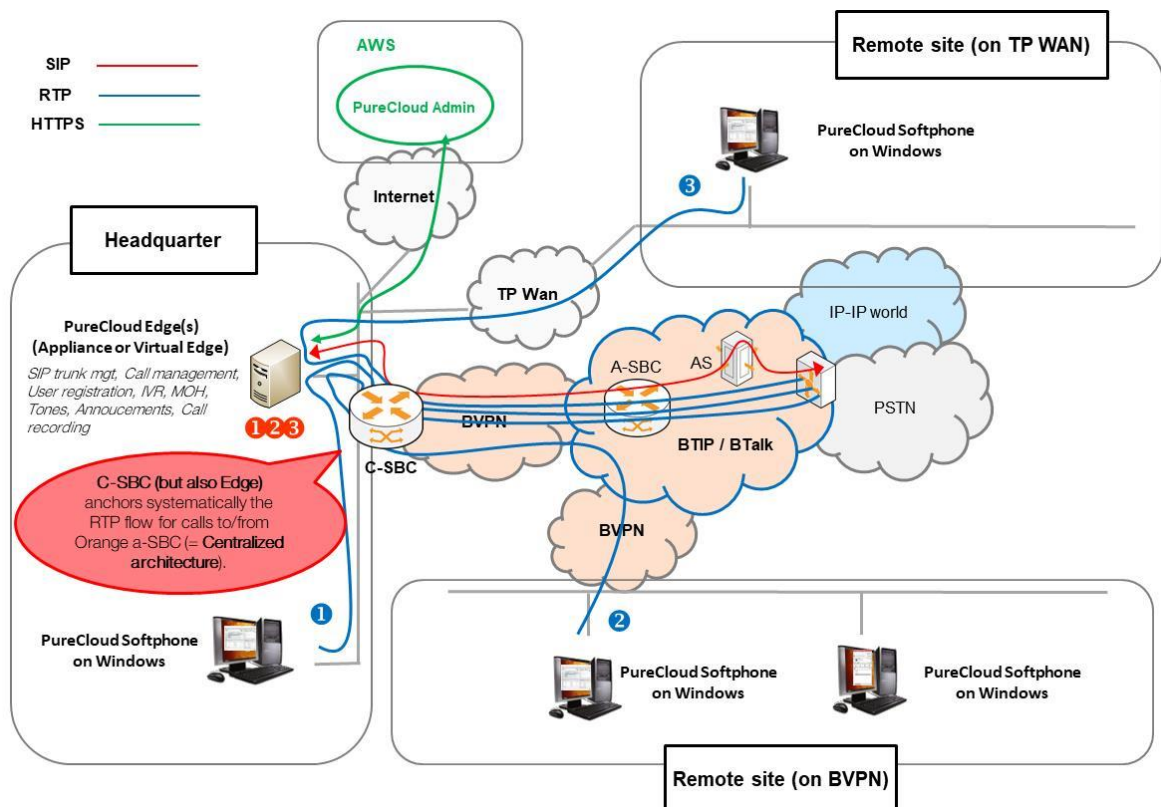 SIP
RTP
HTTPS
AWS
PureCloud Admin
Internet
Remote site (on TP WAN)
PureCloud Softphone
on Windows
3
Headquarter
TP Wan
IP-IP world
PureCloud Edge(s)
(Appliance or Virtual Edge)
SIP trunk mgt, Call management,
User registration, IVR, MOH,
Tones, Annoucements, Call
recording
1 2 3
A-SBC
AS
PSTN
BVPN
BTIP / BTalk
C-SBC
C-SBC (but also Edge)
anchors systematically the
RTP flow for calls to/from
Orange a-SBC (= Centralized
architecture).
BVPN
1
PureCloud Softphone
on Windows
2
PureCloud Softphone
on Windows
PureCloud Softphone
on Windows
Remote site (on BVPN)